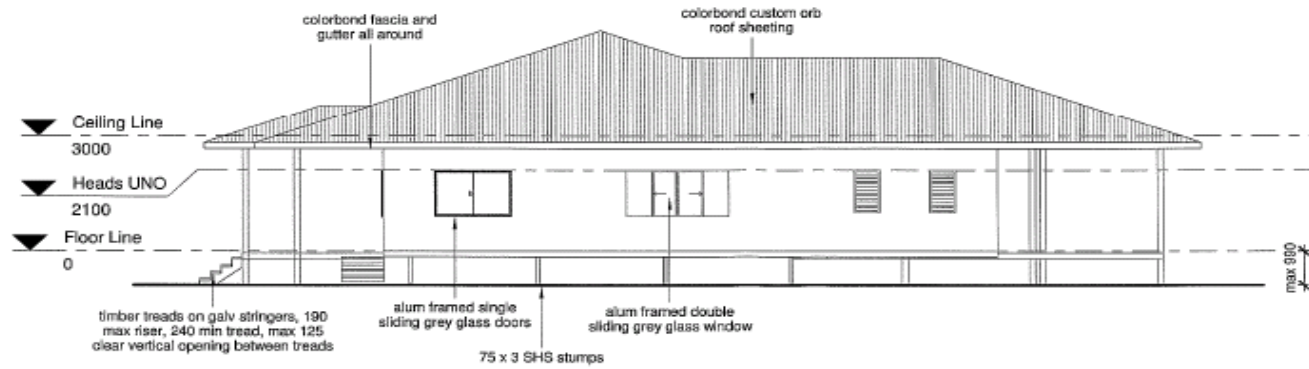 colorbond fascia and
gutter all around
colorbond custom orb
roof sheeting
Ceiling Line
3000
Heads UNO
2100
Floor Line
0
max 990
timber treads on galv stringers, 190
max riser, 240 min tread, max 125
clear vertical opening between treads
alum framed single
sliding grey glass doors
75 x 3 SHS stumps
alum framed double
sliding grey glass window